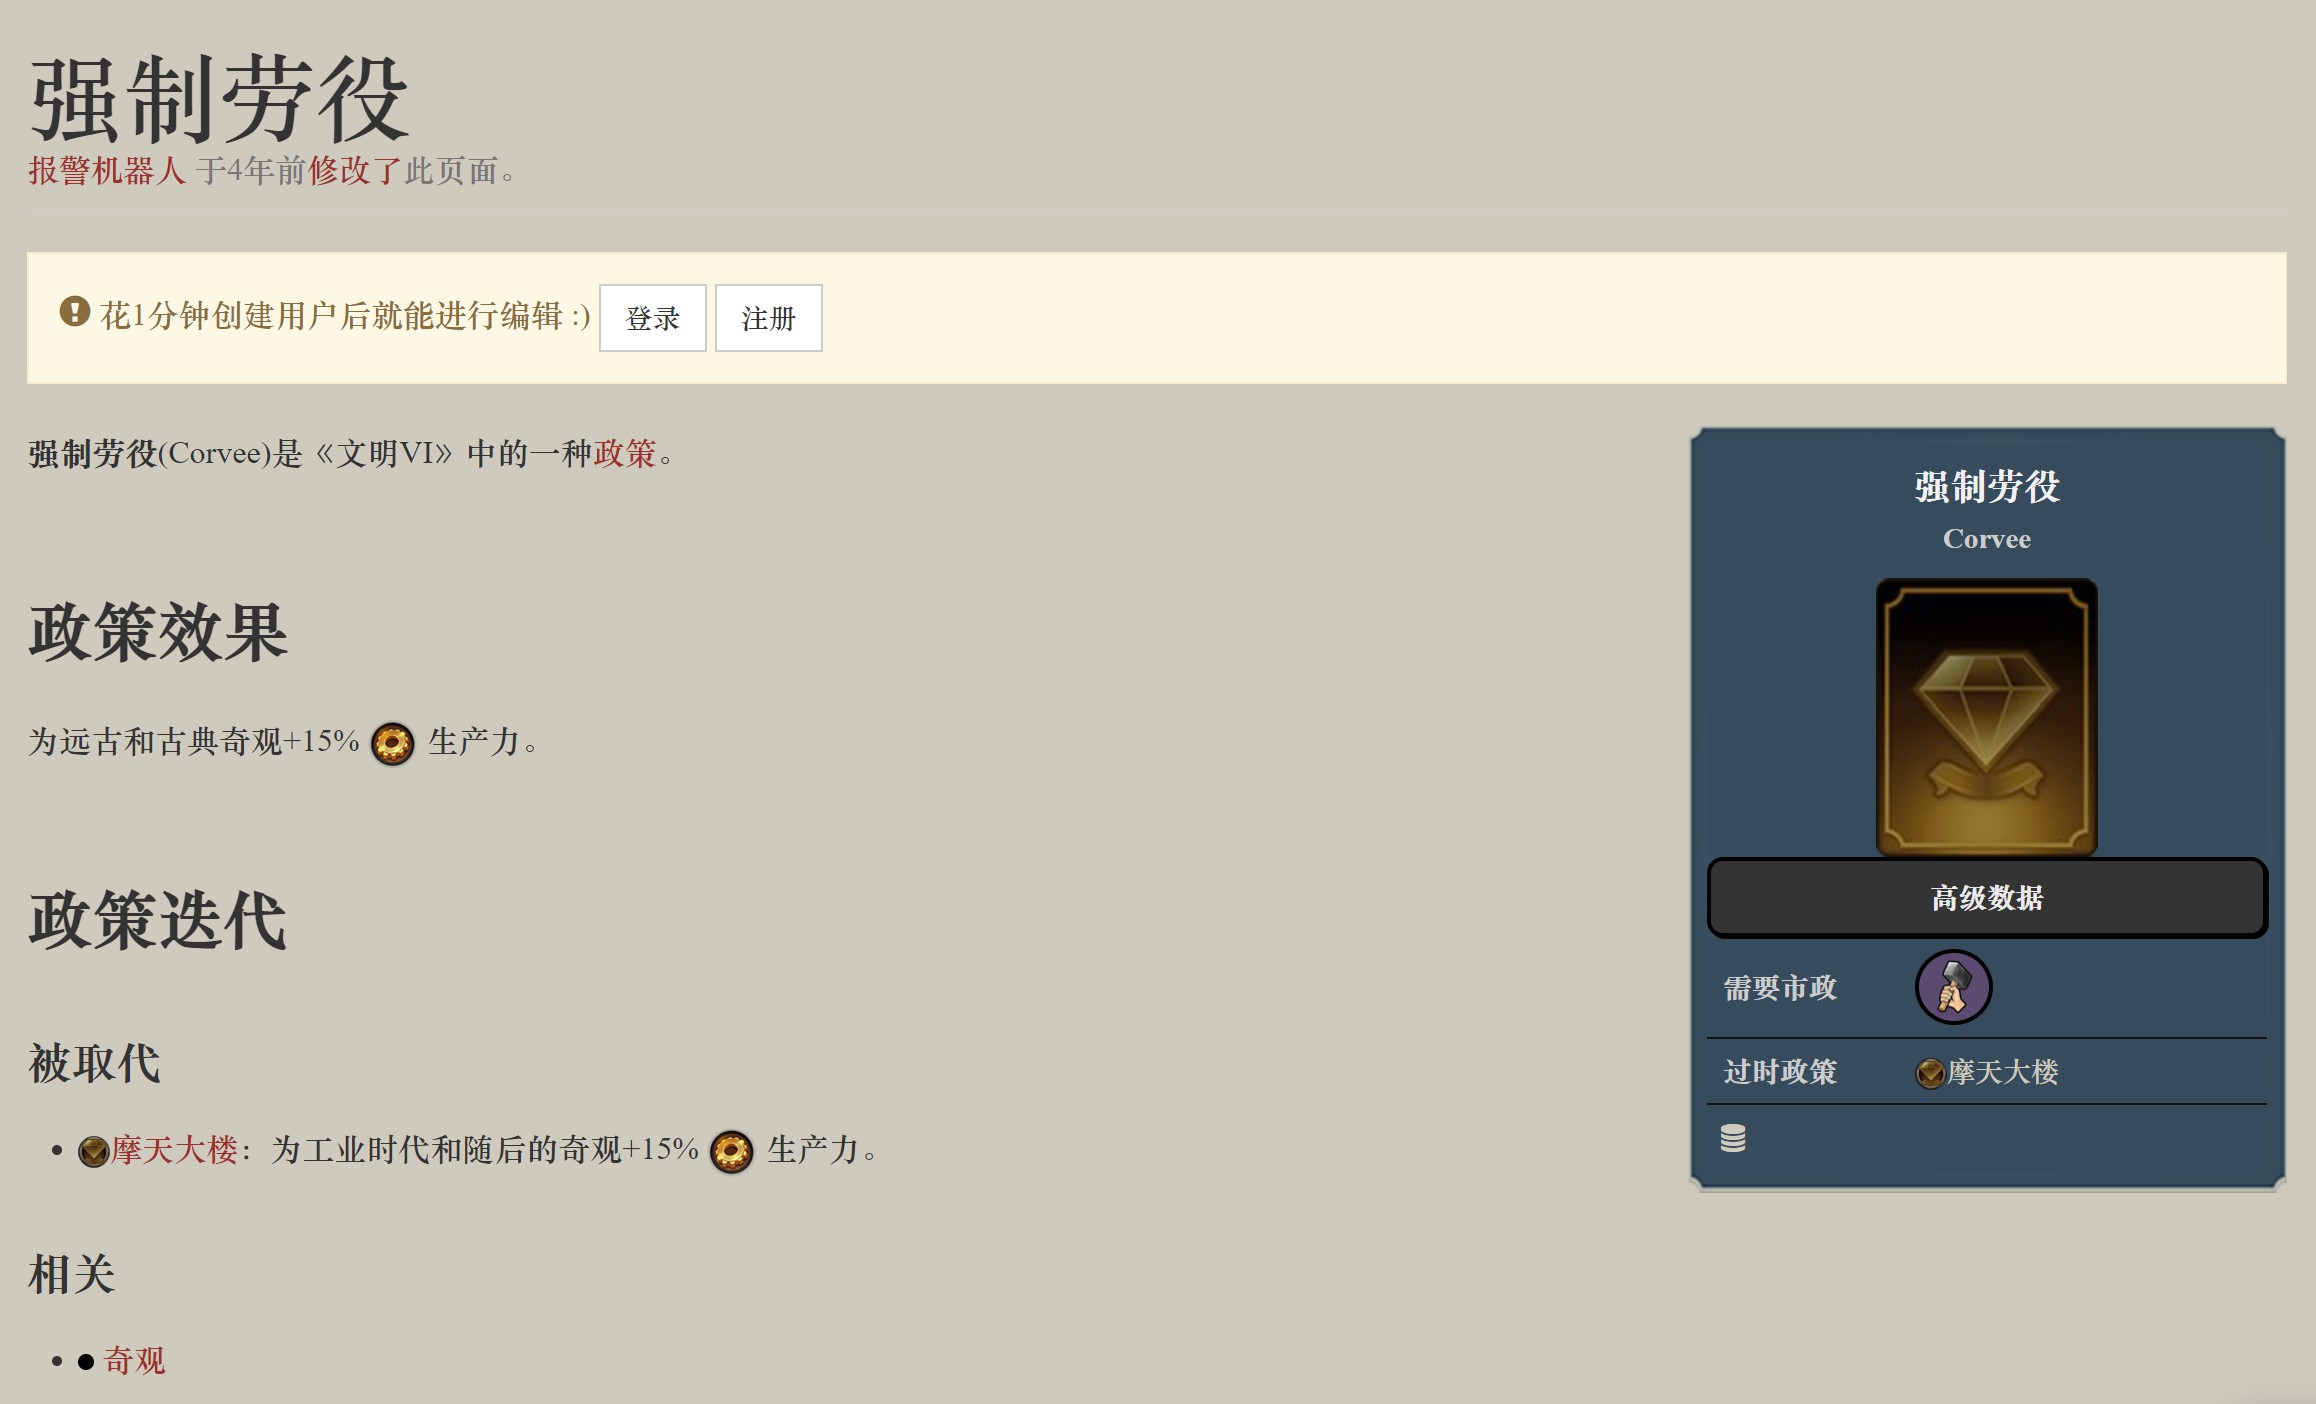 强制劳役
报警机器人 于4年前修改了此页面。
花1分钟创建用户后就能进行编辑 :) 登录 注册
强制劳役(Corvee)是《文明VI》中的一种政策。
政策效果
为远古和古典奇观+15% 生产力。
政策迭代
被取代
摩天大楼：为工业时代和随后的奇观+15% 生产力。
相关
奇观
强制劳役
Corvee
高级数据
需要市政
过时政策 摩天大楼